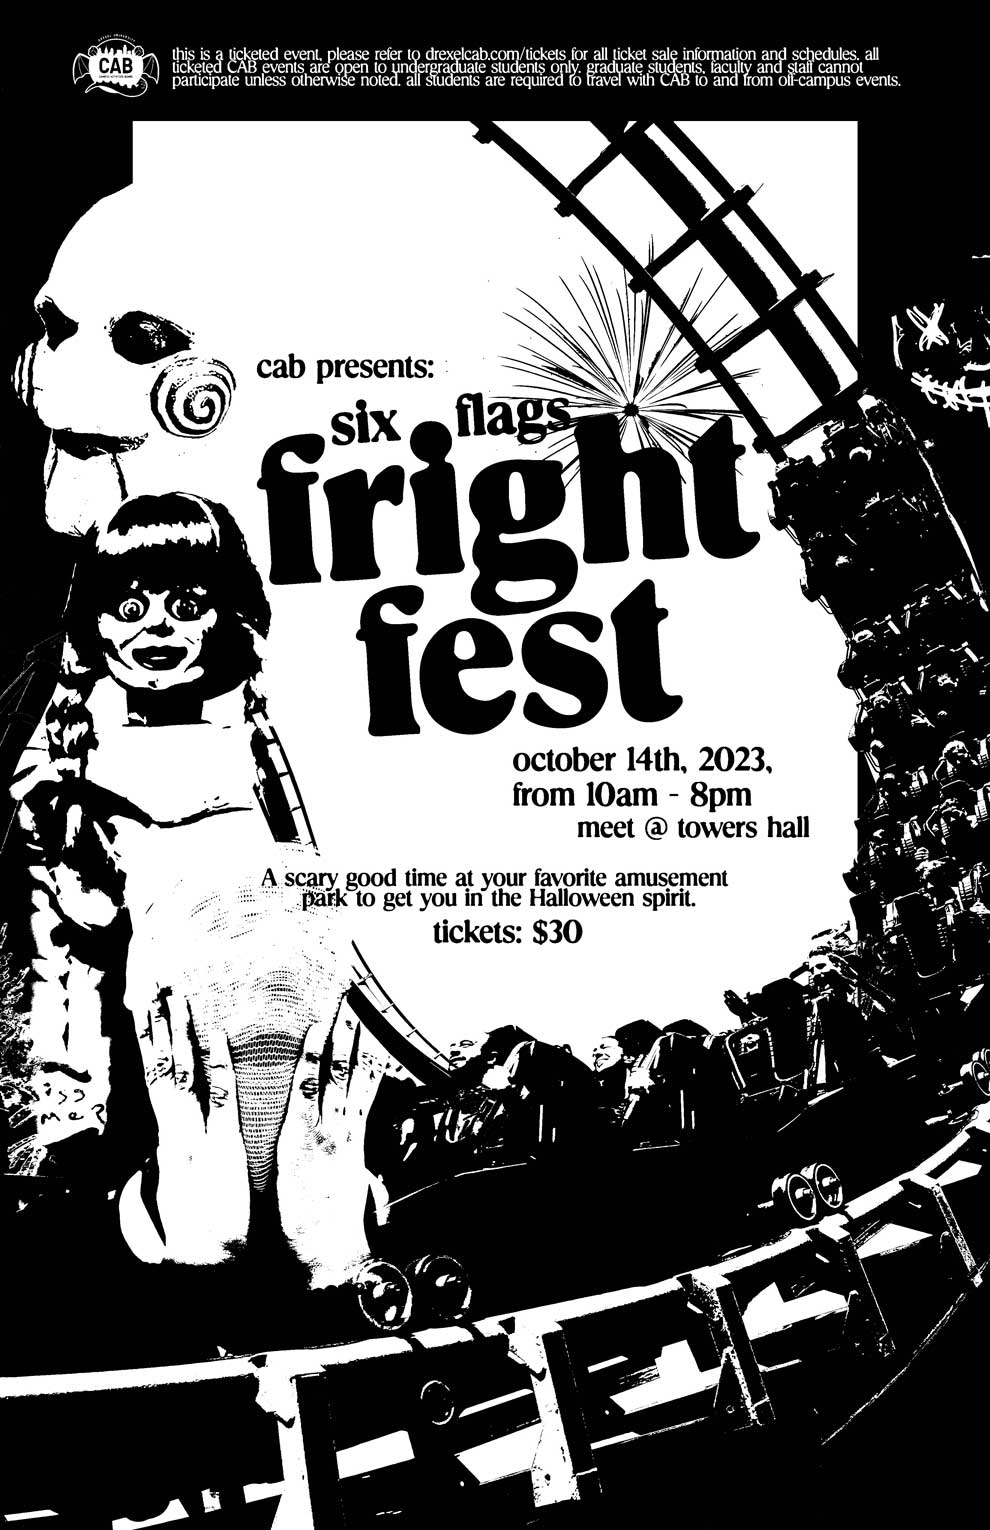 CAB
this is a ticketed event, please refer to drexelcab.com/tickets for all ticket sale information and schedules. all
ticketed CAB events are open to undergraduate students only. graduate students, faculty and staff cannot
participate unless otherwise noted. all students are required to travel with CAB to and from off-campus events.
cab presents:
six flags
fright
fest
october 14th, 2023,
from 10am - 8pm
meet @ towers hall
A scary good time at your favorite amusement
park to get you in the Halloween spirit.
tickets: $30